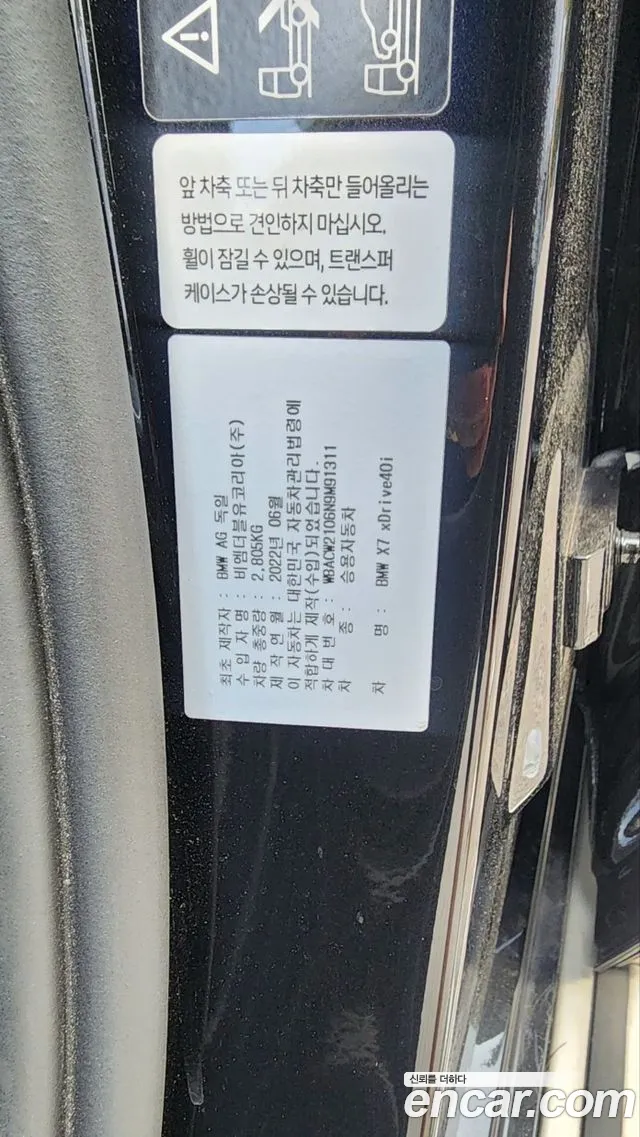 앞 차축 또는 뒤 차축만 들어올리는
방법으로 견인하지 마십시오.
휠이 잠길 수 있으며, 트랜스퍼
케이스가 손상될 수 있습니다.
최초 제작자 : BMW AG 독일
수 입 자 명 : 비엠더블유코리아(주)
차량 총중량 : 2,805KG
제 작 연 월 : 2022년 06월
이 자동차는 대한민국 자동차관리법령에
적합하게 제작(수입)되었습니다.
차 대 번 호 : WBACW2106N9M91311
차 종 : 승용자동차
차 명 : BMW X7 xDrive40i
신뢰를 더하다
encar.com